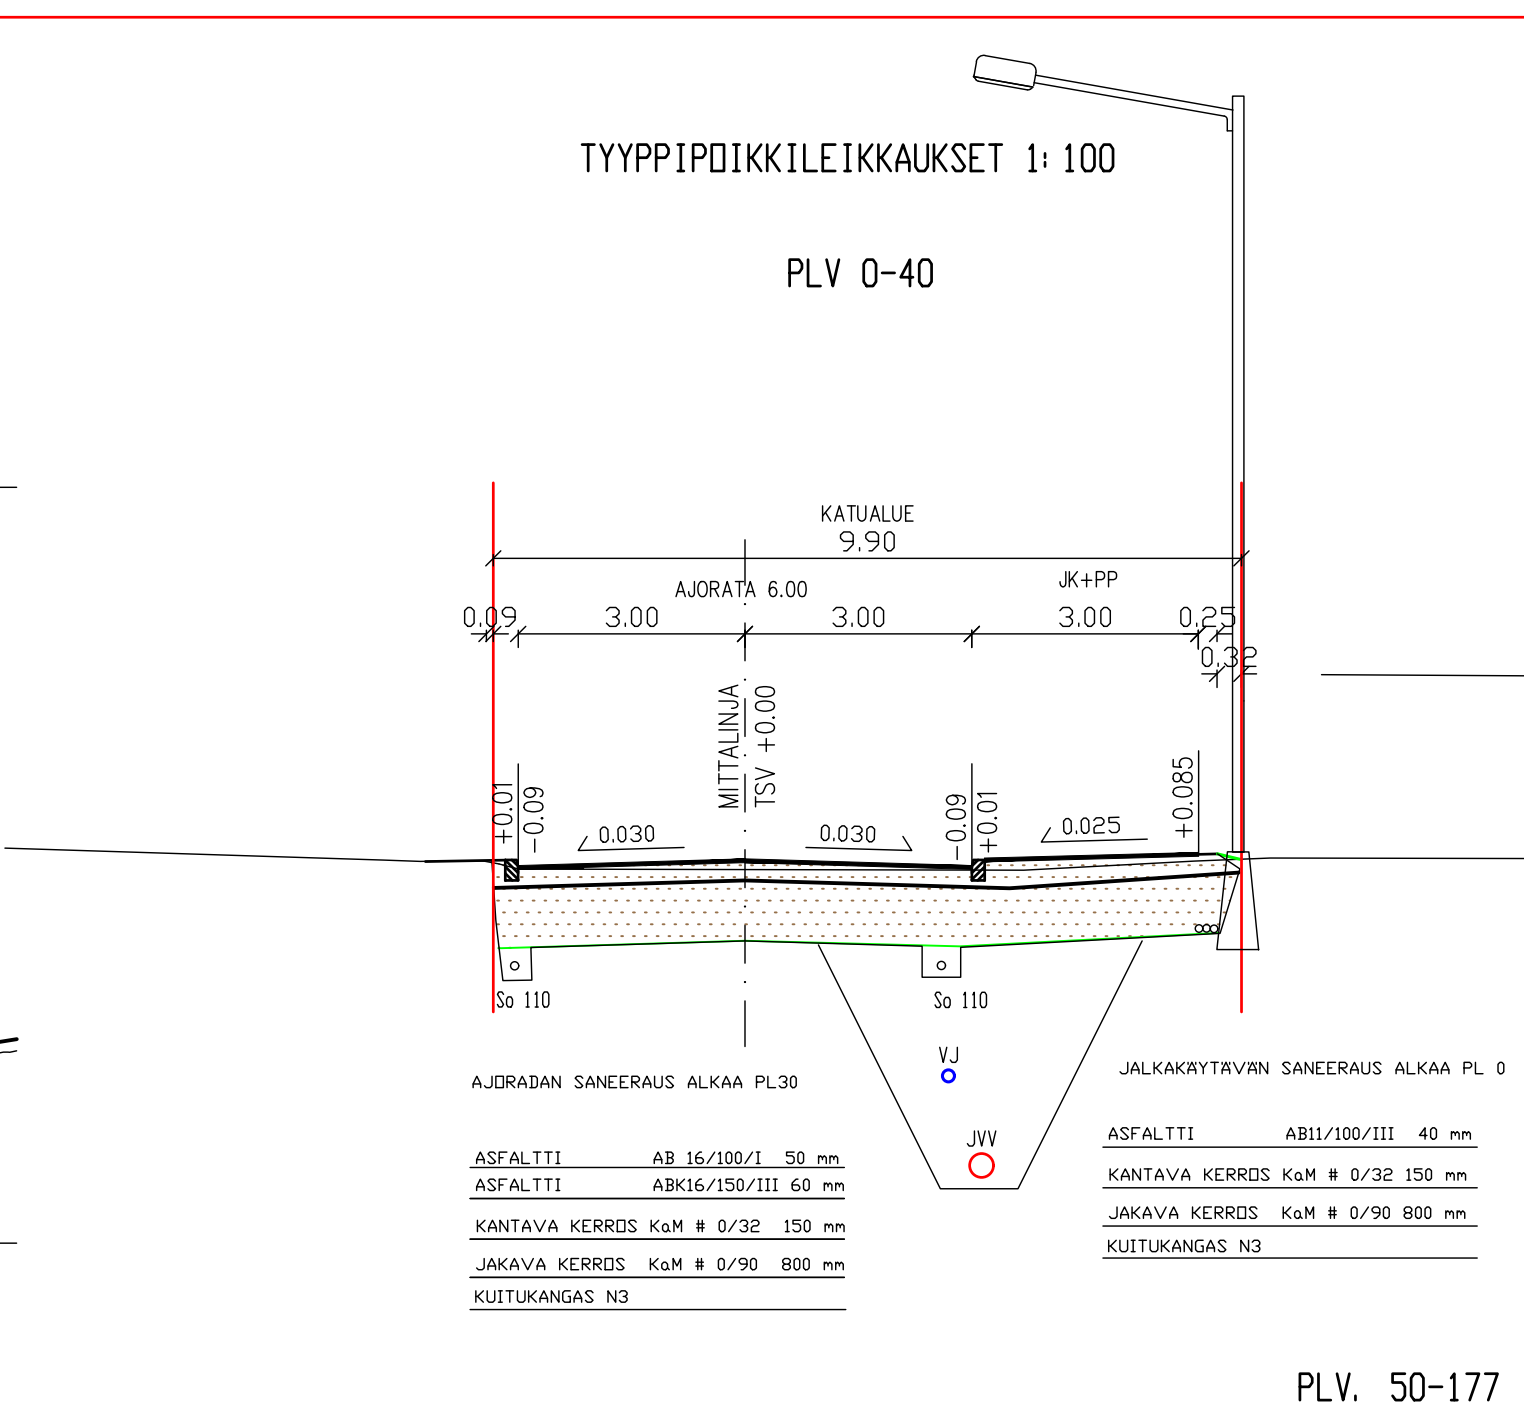 TYYPPIPOIKKILEIKKAUKSET 1: 100
PLV 0-40
KATUALUE
9.90
AJORATA 6.00
JK+PP
0.09
3.00
3.00
3.00
0.25
0.32
MITTALINJA
TSV +0.00
+0.01
-0.09
-0.09
+0.01
+0.085
0.030
0.030
0.025
So 110
So 110
VJ
JVV
AJORADAN SANEERAUS ALKAA PL30
ASFALTTI AB 16/100/I 50 mm
ASFALTTI ABK16/150/III 60 mm
KANTAVA KERROS KaM # 0/32 150 mm
JAKAVA KERROS KaM # 0/90 800 mm
KUITUKANGAS N3
JALKAKÄYTÄVÄN SANEERAUS ALKAA PL 0
ASFALTTI AB11/100/III 40 mm
KANTAVA KERROS KaM # 0/32 150 mm
JAKAVA KERROS KaM # 0/90 800 mm
KUITUKANGAS N3
PLV. 50-177